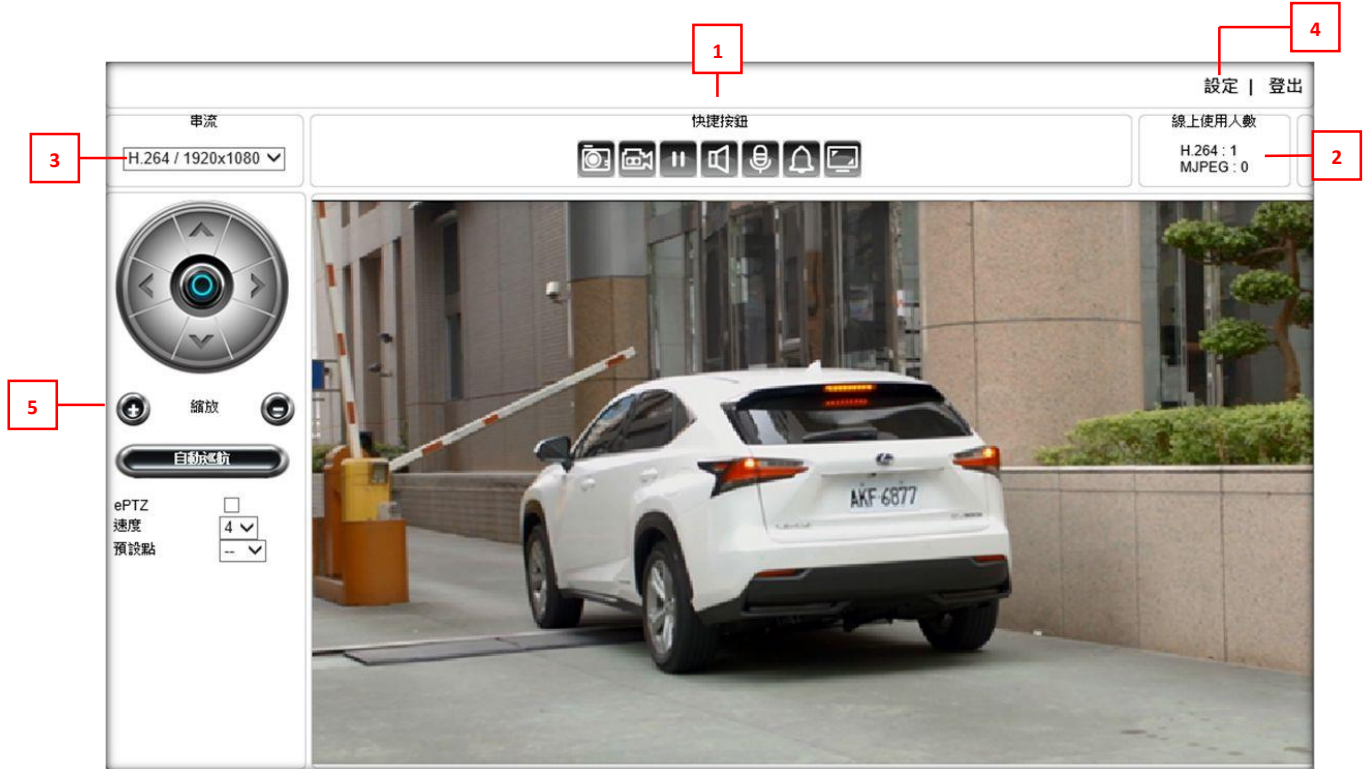 4
1
設定 | 登出
串流
快捷按鈕
線上使用人數
3
H.264 / 1920x1080
H.264 : 1
MJPEG : 0
2
5
縮放
自動巡航
ePTZ
速度 4
預設點 --
AKF-6877